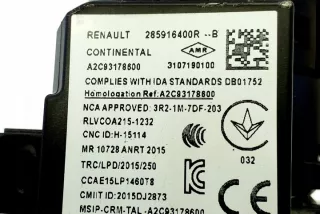 RENAULT 285916400R --B
CONTINENTAL AMR
A2C93178600 3107190100
COMPLIES WITH IDA STANDARDS DB01752
Homologation Ref.A2C93178600
NCA APPROVED: 3R2-1M-7DF-203
RLVCOA215-1232
CNC ID:H-15114
MR 10728 ANRT 2015 032
TRC/LPD/2015/250
CCAE15LP1460T8
CMIIT ID:2015DJ2873
MSIP-CRM-TAL-A2C93178600